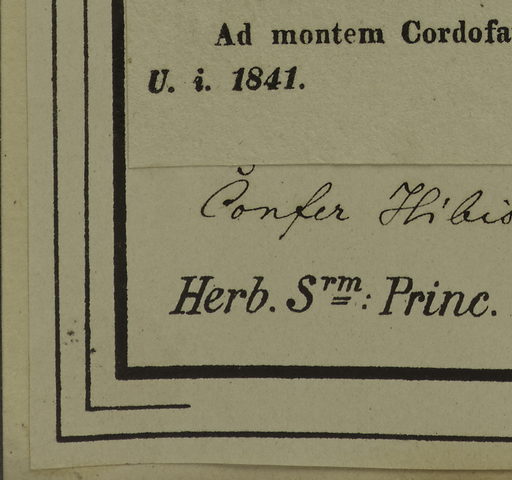 Ad montem Cordofa
U. i. 1841.
Confer Hibis
Herb. Srm: Princ.